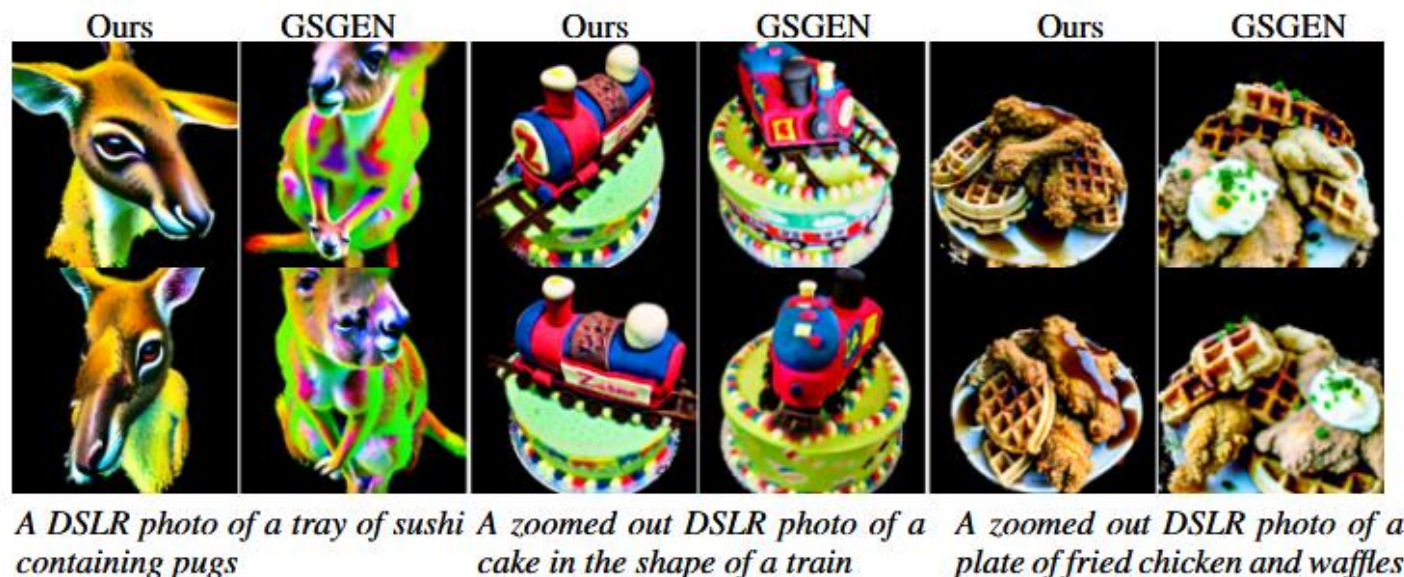 Ours GSGEN Ours GSGEN Ours GSGEN
A DSLR photo of a tray of sushi containing pugs
A zoomed out DSLR photo of a cake in the shape of a train
A zoomed out DSLR photo of a plate of fried chicken and waffles